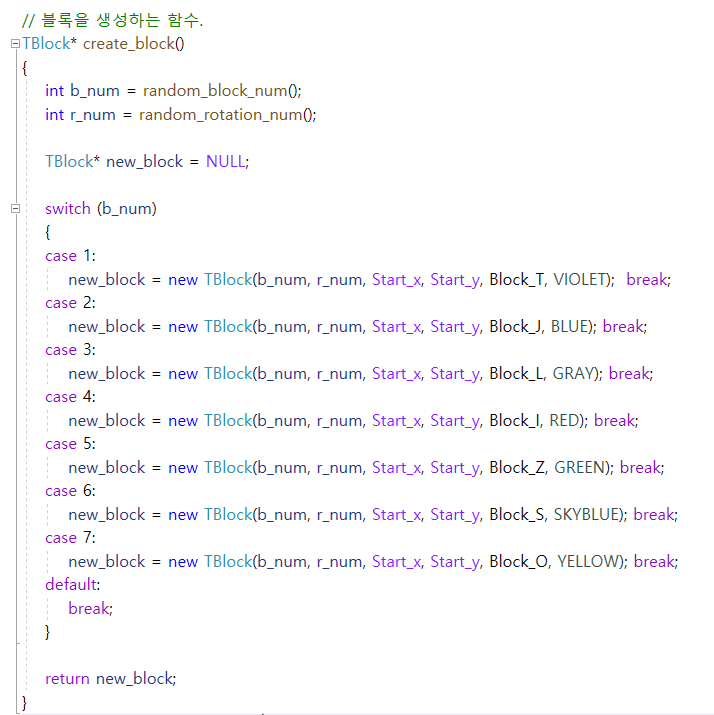 // 블록을 생성하는 함수.
TBlock* create_block()
{
int b_num = random_block_num();
int r_num = random_rotation_num();
TBlock* new_block = NULL;
switch (b_num)
{
case 1:
new_block = new TBlock(b_num, r_num, Start_x, Start_y, Block_T, VIOLET);  break;
case 2:
new_block = new TBlock(b_num, r_num, Start_x, Start_y, Block_J, BLUE); break;
case 3:
new_block = new TBlock(b_num, r_num, Start_x, Start_y, Block_L, GRAY); break;
case 4:
new_block = new TBlock(b_num, r_num, Start_x, Start_y, Block_I, RED); break;
case 5:
new_block = new TBlock(b_num, r_num, Start_x, Start_y, Block_Z, GREEN); break;
case 6:
new_block = new TBlock(b_num, r_num, Start_x, Start_y, Block_S, SKYBLUE); break;
case 7:
new_block = new TBlock(b_num, r_num, Start_x, Start_y, Block_O, YELLOW); break;
default:
break;
}
return new_block;
}